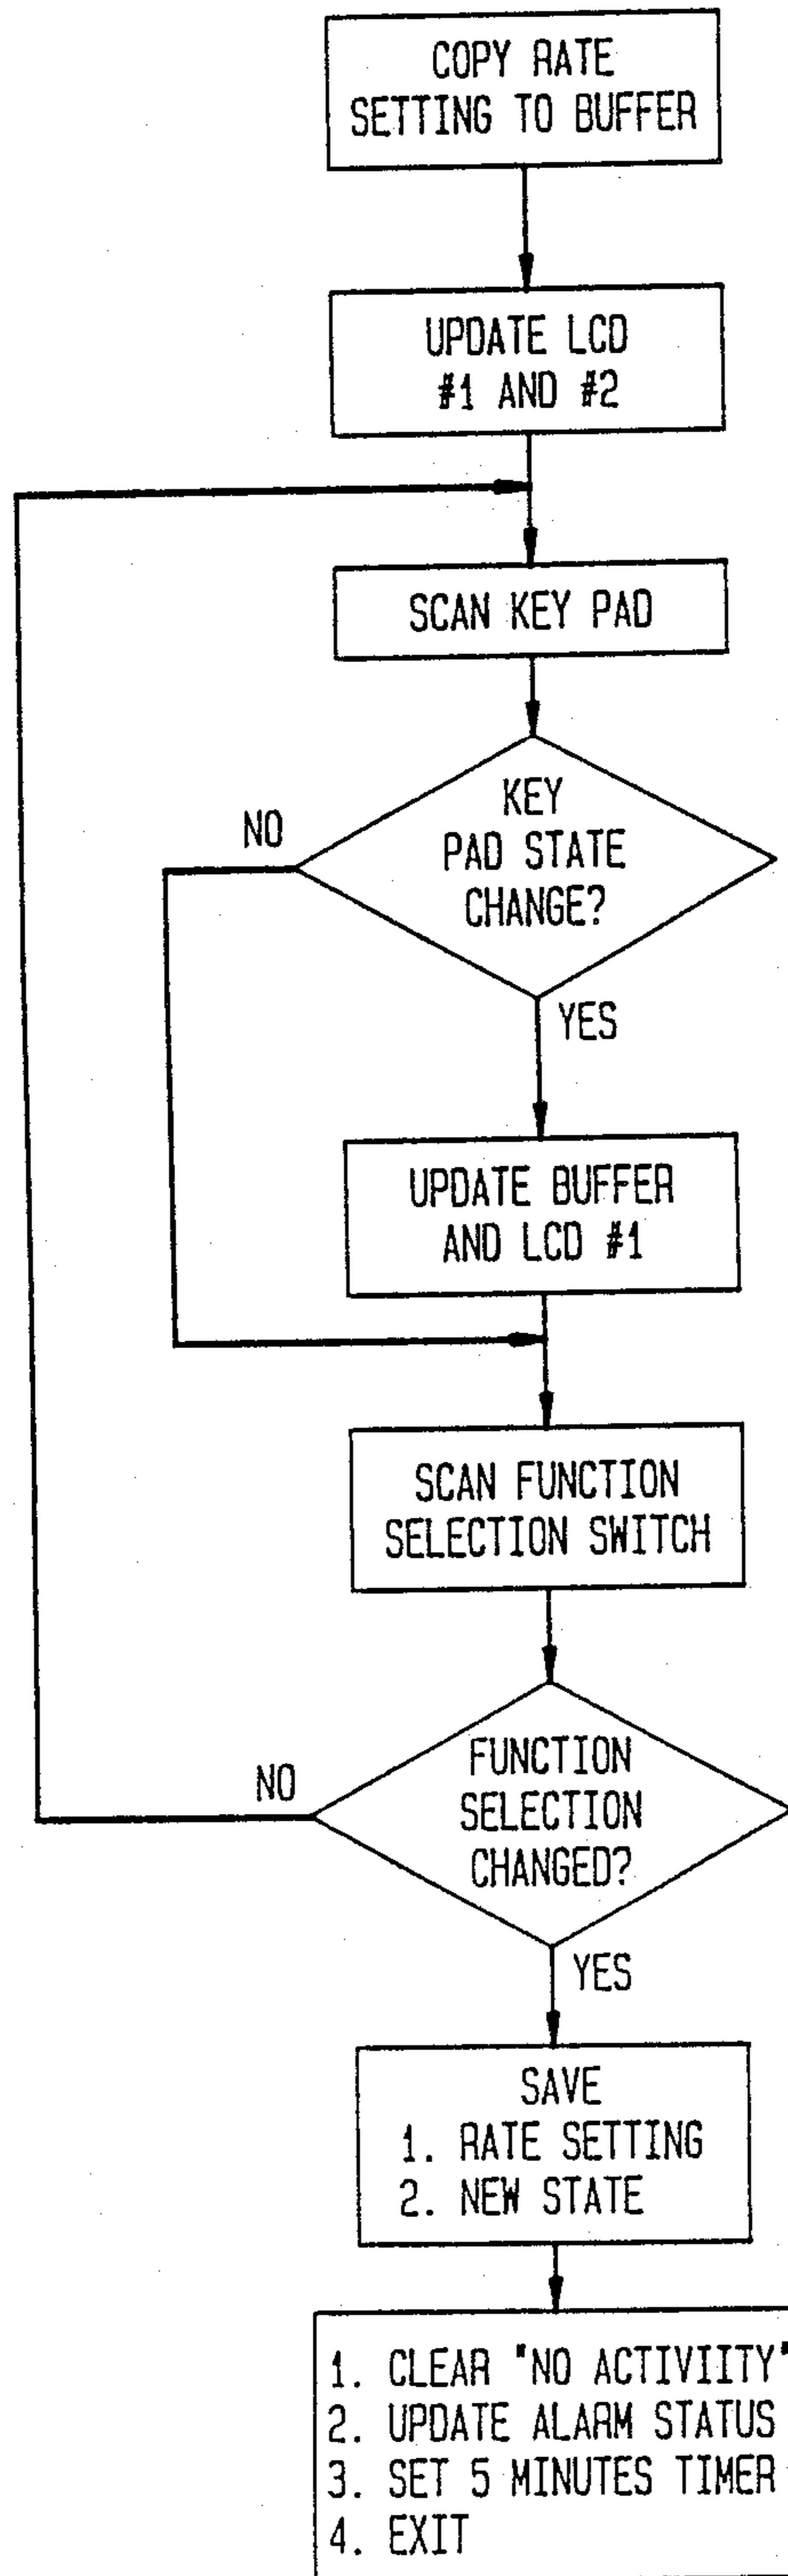 COPY RATE
SETTING TO BUFFER
UPDATE LCD
#1 AND #2
SCAN KEY PAD
KEY
PAD STATE
CHANGE?
NO
YES
UPDATE BUFFER
AND LCD #1
SCAN FUNCTION
SELECTION SWITCH
FUNCTION
SELECTION
CHANGED?
NO
YES
SAVE
1. RATE SETTING
2. NEW STATE
1. CLEAR "NO ACTIVIITY"
2. UPDATE ALARM STATUS
3. SET 5 MINUTES TIMER
4. EXIT